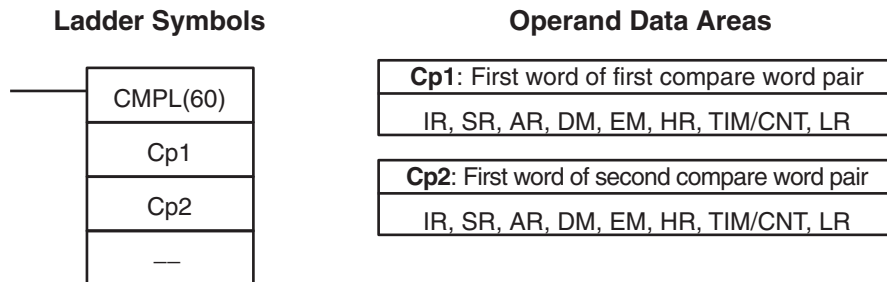 Ladder Symbols
CMPL(60)
Cp1
Cp2
––
Operand Data Areas
Cp1: First word of first compare word pair
IR, SR, AR, DM, EM, HR, TIM/CNT, LR
Cp2: First word of second compare word pair
IR, SR, AR, DM, EM, HR, TIM/CNT, LR